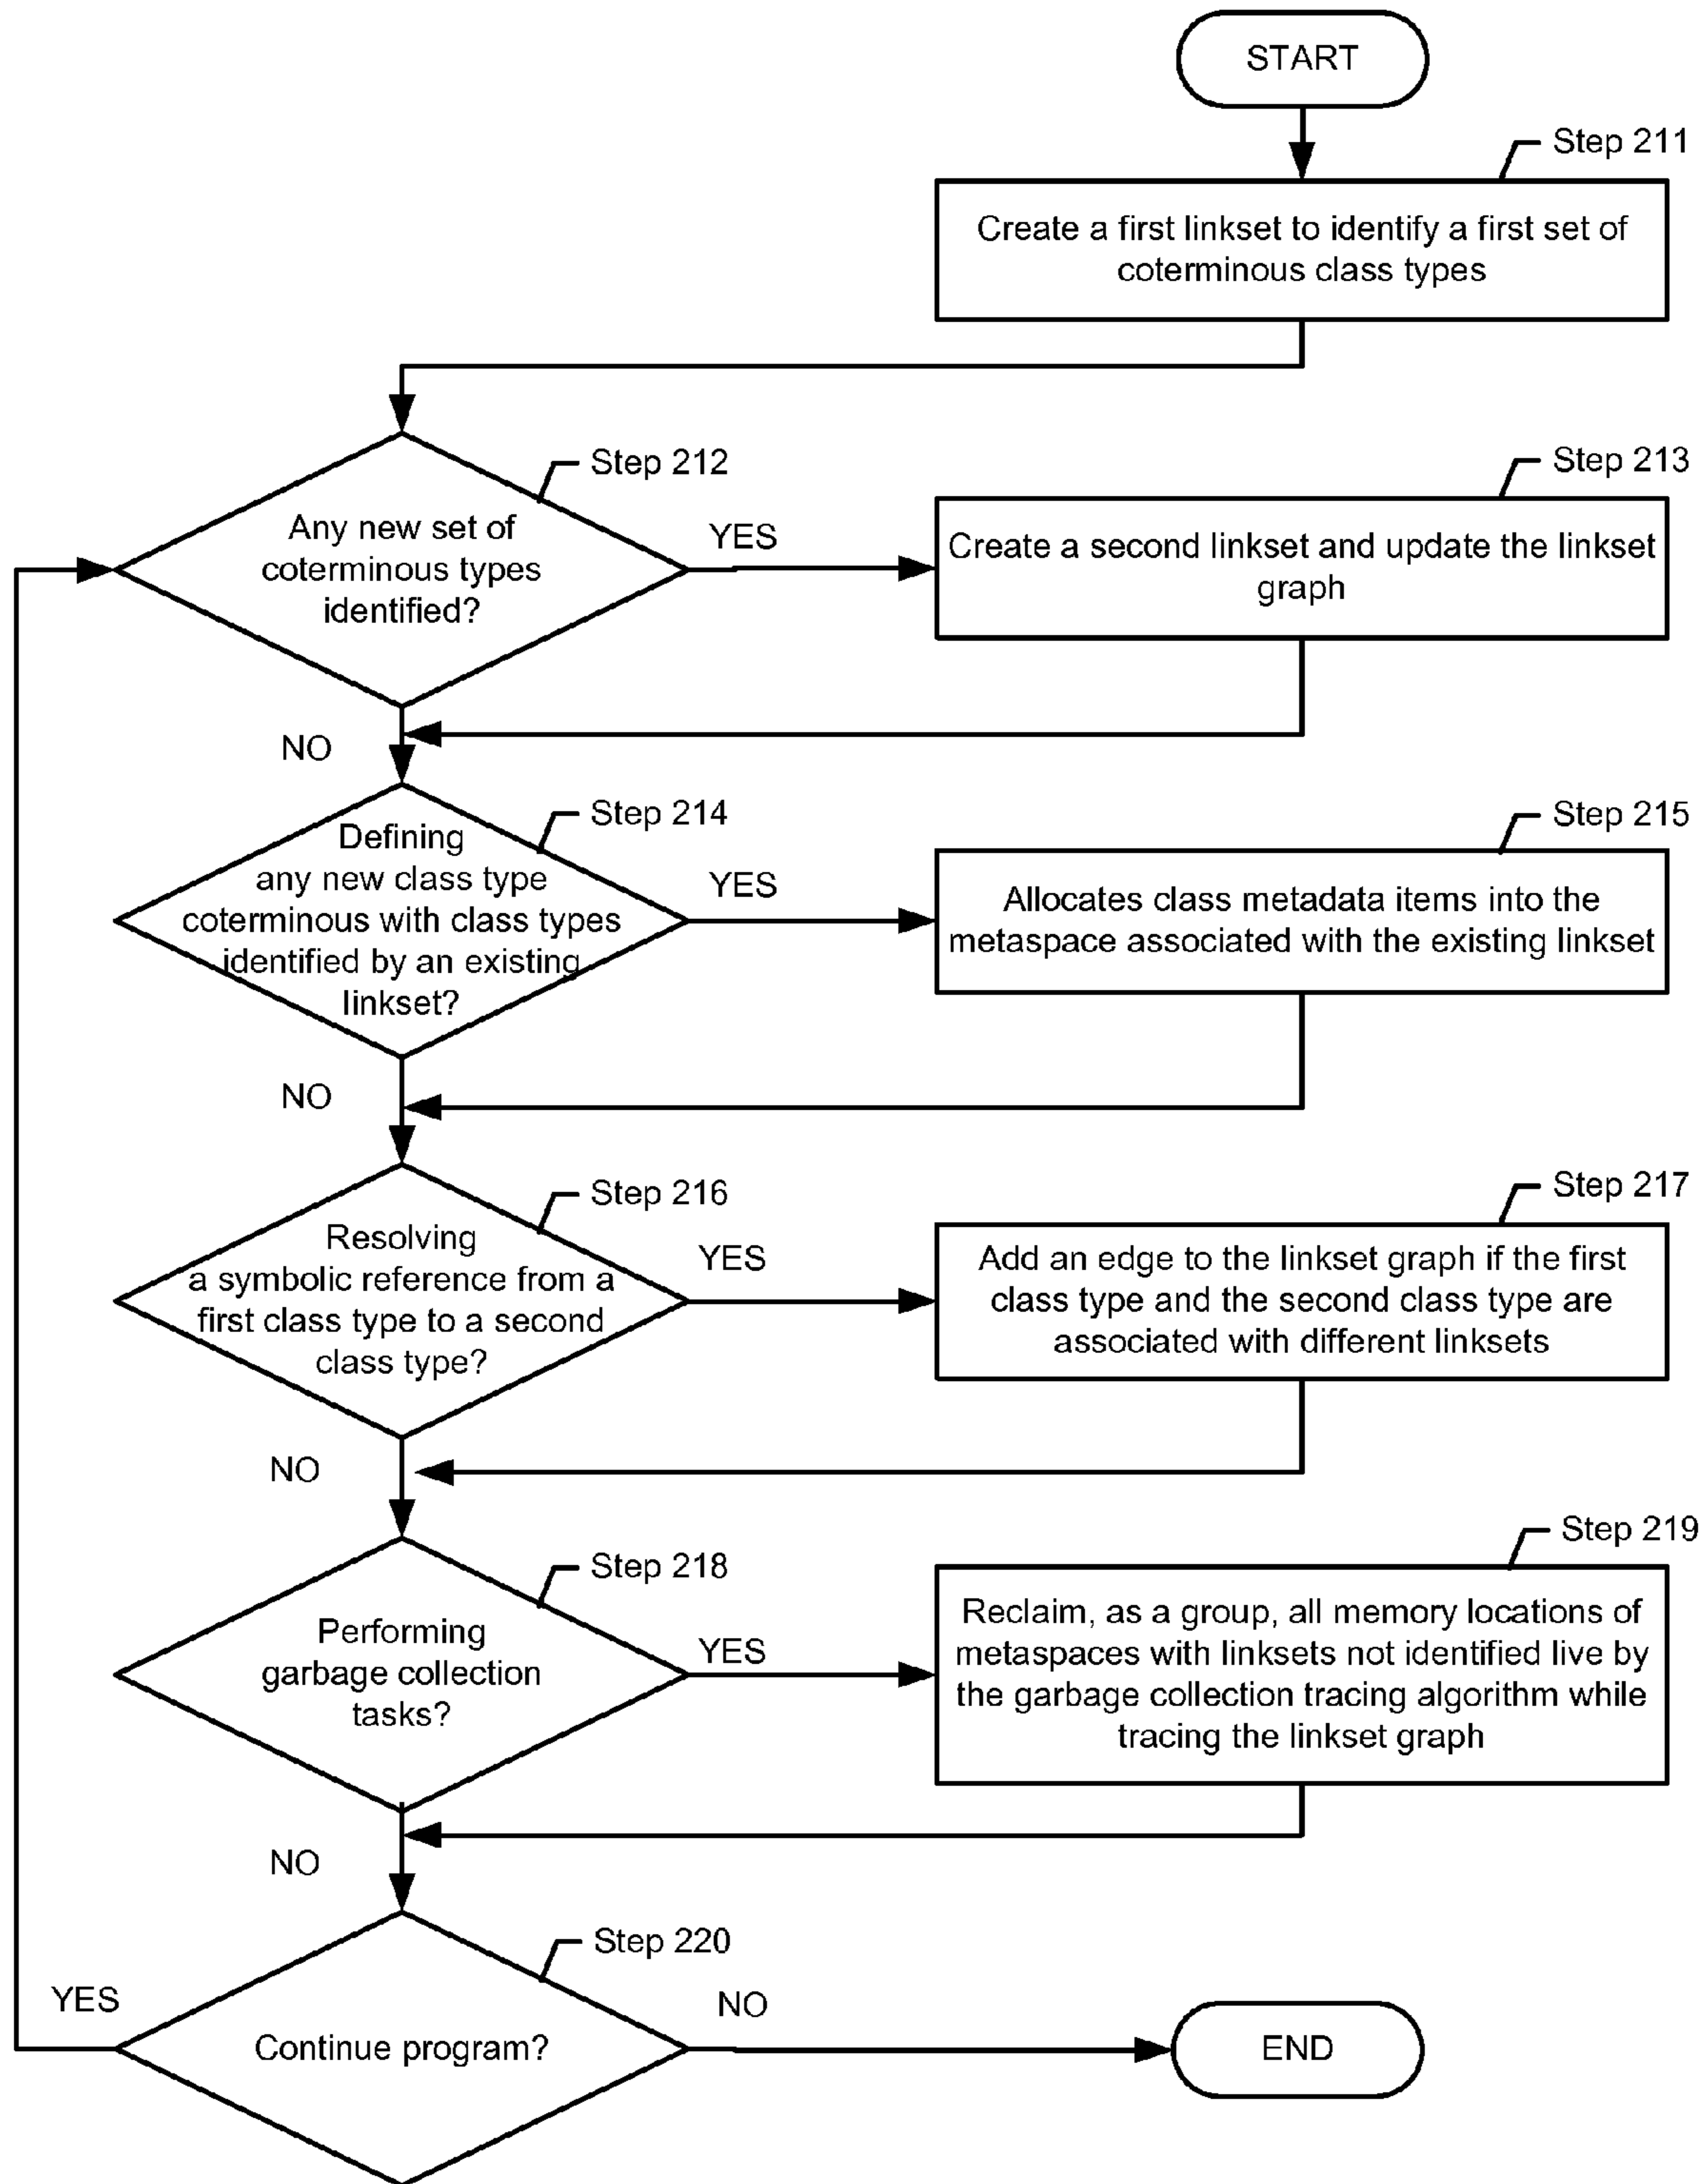 START
Step 211
Create a first linkset to identify a first set of
coterminous class types
Step 212
Any new set of
coterminous types
identified?
YES
Step 213
Create a second linkset and update the linkset
graph
NO
Step 214
Defining
any new class type
coterminous with class types
identified by an existing
linkset?
YES
Step 215
Allocates class metadata items into the
metaspace associated with the existing linkset
NO
Step 216
Resolving
a symbolic reference from a
first class type to a second
class type?
YES
Step 217
Add an edge to the linkset graph if the first
class type and the second class type are
associated with different linksets
NO
Step 218
Performing
garbage collection
tasks?
YES
Step 219
Reclaim, as a group, all memory locations of
metaspaces with linksets not identified live by
the garbage collection tracing algorithm while
tracing the linkset graph
NO
Step 220
YES
Continue program?
NO
END